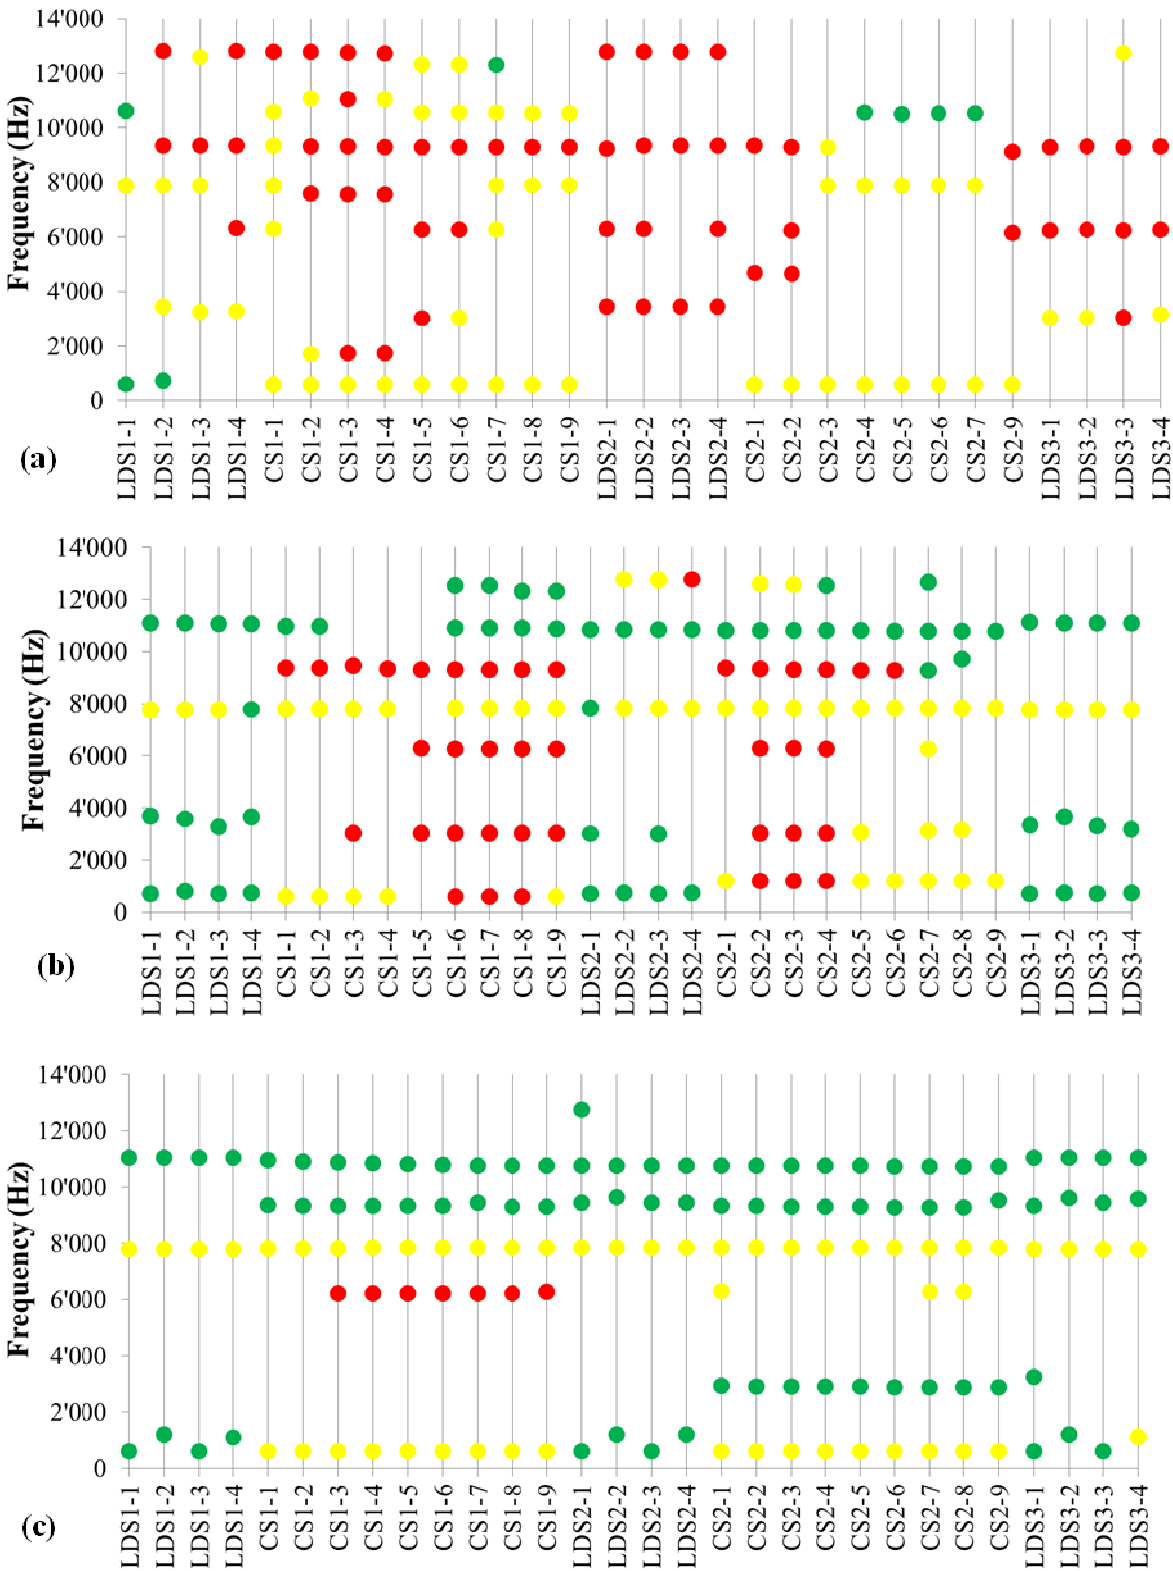 14'000
12'000
10'000
8'000
6'000
4'000
2'000
0
Frequency (Hz)
LDS1-1 LDS1-2 LDS1-3 LDS1-4 CS1-1 CS1-2 CS1-3 CS1-4 CS1-5 CS1-6 CS1-7 CS1-8 CS1-9 LDS2-1 LDS2-2 LDS2-3 LDS2-4 CS2-1 CS2-2 CS2-3 CS2-4 CS2-5 CS2-6 CS2-7 CS2-9 LDS3-1 LDS3-2 LDS3-3 LDS3-4
(a)
14'000
12'000
10'000
8'000
6'000
4'000
2'000
0
Frequency (Hz)
LDS1-1 LDS1-2 LDS1-3 LDS1-4 CS1-1 CS1-2 CS1-3 CS1-4 CS1-5 CS1-6 CS1-7 CS1-8 CS1-9 LDS2-1 LDS2-2 LDS2-3 LDS2-4 CS2-1 CS2-2 CS2-3 CS2-4 CS2-5 CS2-6 CS2-7 CS2-8 CS2-9 LDS3-1 LDS3-2 LDS3-3 LDS3-4
(b)
14'000
12'000
10'000
8'000
6'000
4'000
2'000
0
Frequency (Hz)
LDS1-1 LDS1-2 LDS1-3 LDS1-4 CS1-1 CS1-2 CS1-3 CS1-4 CS1-5 CS1-6 CS1-7 CS1-8 CS1-9 LDS2-1 LDS2-2 LDS2-3 LDS2-4 CS2-1 CS2-2 CS2-3 CS2-4 CS2-5 CS2-6 CS2-7 CS2-8 CS2-9 LDS3-1 LDS3-2 LDS3-3 LDS3-4
(c)